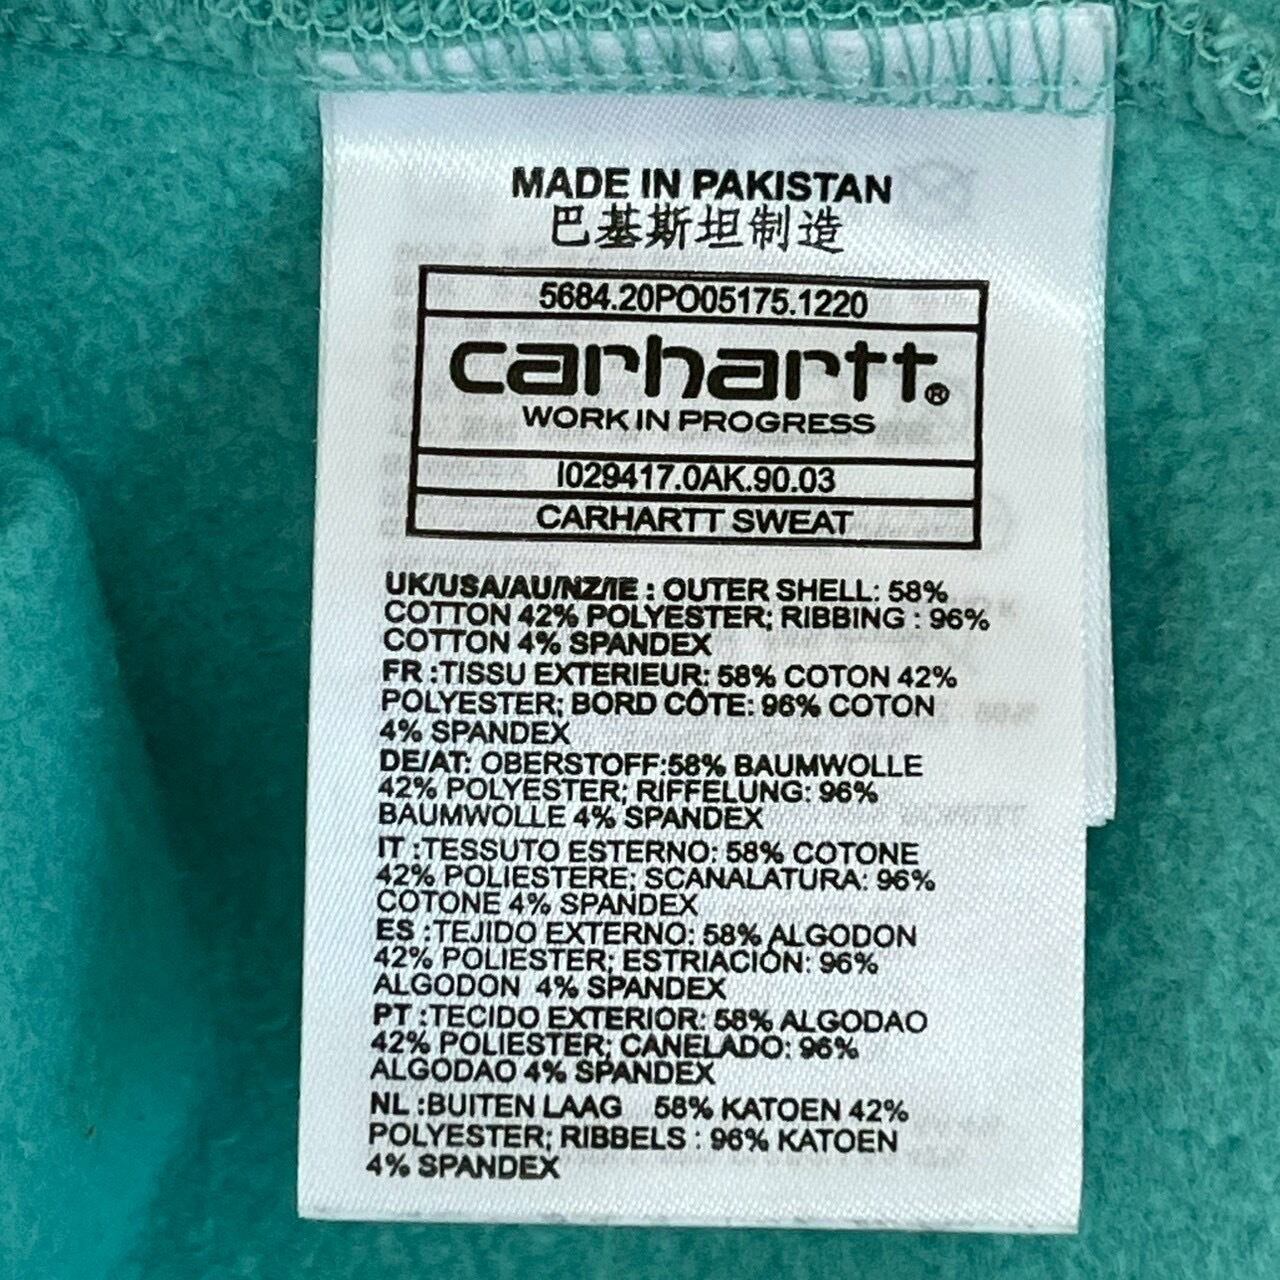 MADE IN PAKISTAN
巴基斯坦制造
5684.20PO05175.1220
carhartt®
WORK IN PROGRESS
I029417.0AK.90.03
CARHARTT SWEAT
UK/USA/AU/NZ/IE : OUTER SHELL: 58%
COTTON 42% POLYESTER; RIBBING : 96%
COTTON 4% SPANDEX
FR :TISSU EXTERIEUR: 58% COTON 42%
POLYESTER; BORD CÔTE: 96% COTON
4% SPANDEX
DE/AT: OBERSTOFF:58% BAUMWOLLE
42% POLYESTER; RIFFELUNG: 96%
BAUMWOLLE 4% SPANDEX
IT :TESSUTO ESTERNO: 58% COTONE
42% POLIESTERE; SCANALATURA: 96%
COTONE 4% SPANDEX
ES :TEJIDO EXTERNO: 58% ALGODON
42% POLIESTER; ESTRIACIÓN: 96%
ALGODON 4% SPANDEX
PT :TECIDO EXTERIOR: 58% ALGODAO
42% POLIESTER; CANELADO: 96%
ALGODAO 4% SPANDEX
NL :BUITEN LAAG 58% KATOEN 42%
POLYESTER; RIBBELS : 96% KATOEN
4% SPANDEX